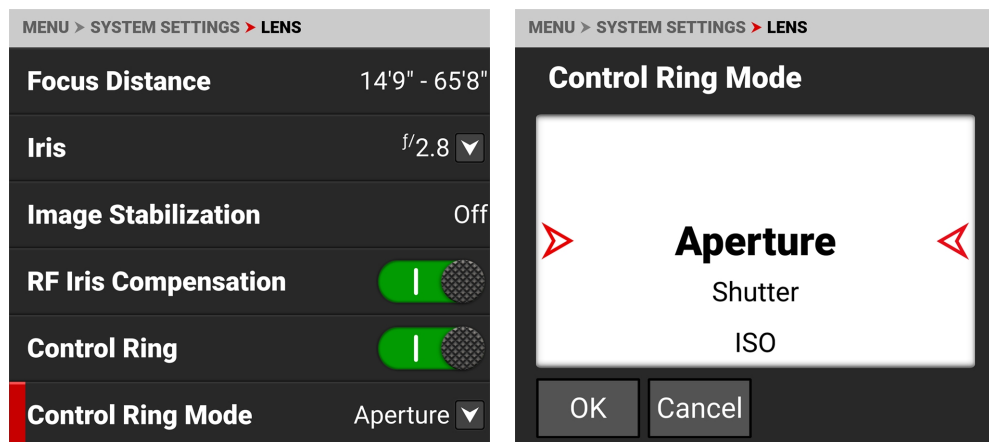 MENU > SYSTEM SETTINGS > LENS
Focus Distance 14'9" - 65'8"
Iris ƒ/2.8
Image Stabilization Off
RF Iris Compensation
Control Ring
Control Ring Mode Aperture
MENU > SYSTEM SETTINGS > LENS
Control Ring Mode
Aperture
Shutter
ISO
OK Cancel